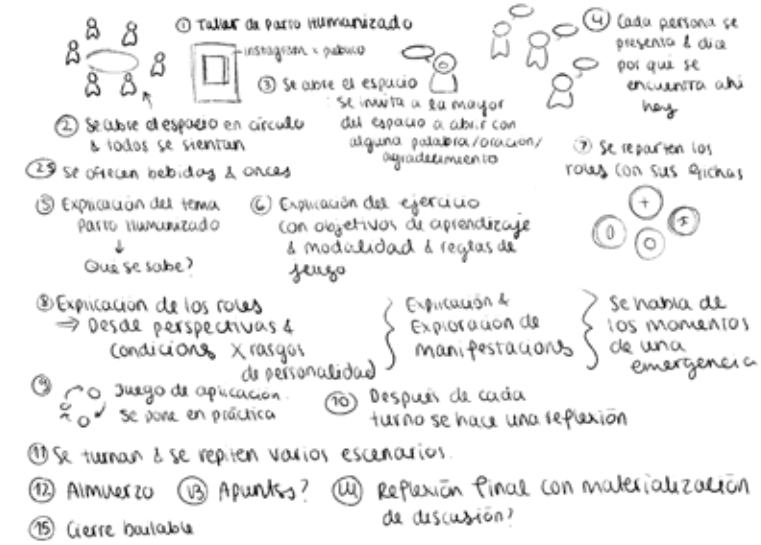 ① Taller de Parto Humanizado
instagram x publico
② Se abre el espacio en círculo
& todos se sientan
2.5 Se ofrecen bebidas & onces
③ Se abre el espacio
: se invita a la mayor
del espacio a abrir con
alguna palabra/oración/
agradecimiento
④ Cada persona se
presenta & dice
por qué se
encuentra ahí
hoy
⑤ Explicación del tema
Parto Humanizado
↓
Qué se sabe?
⑥ Explicación del ejercicio
con objetivos de aprendizaje
& modalidad & reglas de
juego
⑦ Se reparten los
roles con sus fichas
⑧ Explicación de los roles
⇒ Desde perspectivas &
condicions X rasgos
de personalidad
Explicación &
Exploración de
manifestacions
Se habla de
los momentos
de una
emergencia
⑨ Juego de aplicación.
Se pone en práctica
⑩ Después de cada
turno se hace una reflexión
⑪ Se turnan & se repiten varios escenarios.
⑫ Almuerzo ⑬ Apuntes? ⑭ Reflexión final con materialización
de discusión?
⑮ Cierre bailable